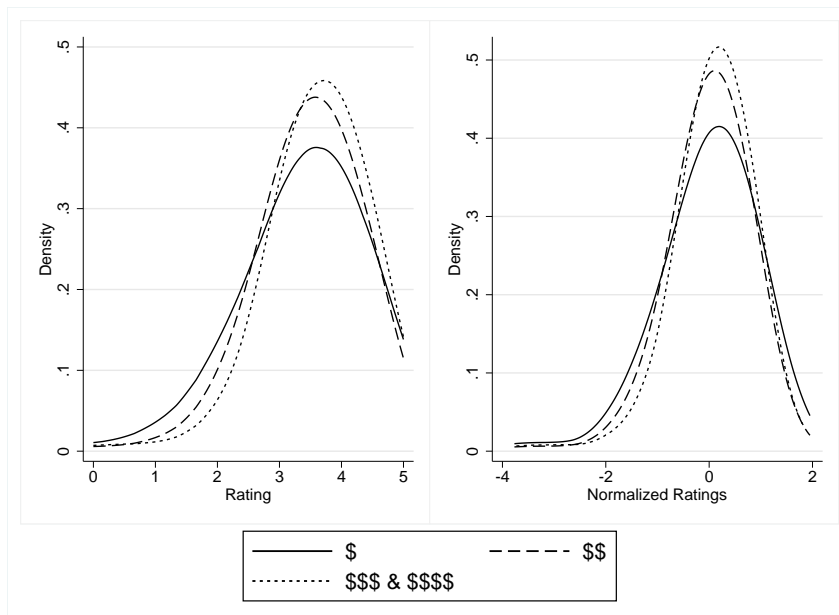 .5
.4
.3
.2
.1
0
Density
0 1 2 3 4 5
Rating
.5
.4
.3
.2
.1
0
Density
-4 -2 0 2
Normalized Ratings
$ $$
$$$ & $$$$